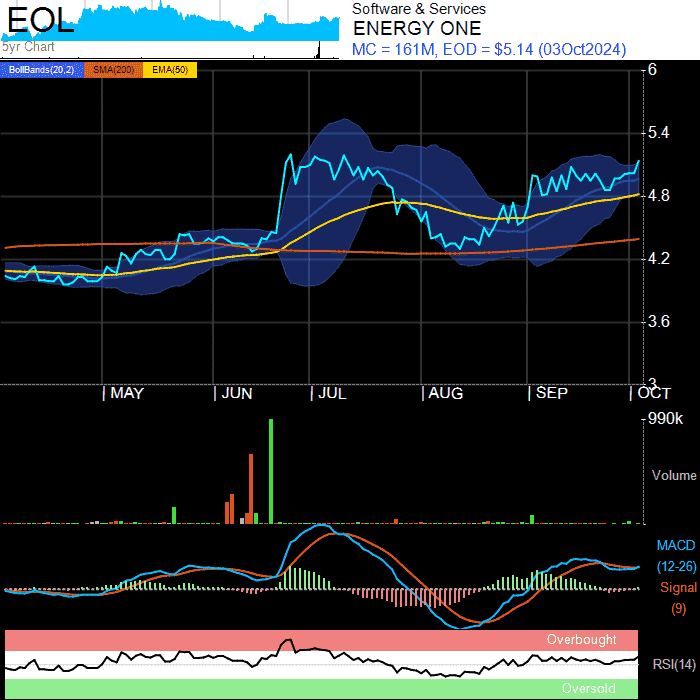 EOL
5yr Chart
Software & Services
ENERGY ONE
MC = 161M, EOD = $5.14 (03Oct2024)
BollBands(20,2) SMA(200) EMA(50)
6
5.4
4.8
4.2
3.6
3
MAY JUN JUL AUG SEP OCT
990k
Volume
MACD
(12-26)
Signal
(9)
Overbought
RSI(14)
Oversold